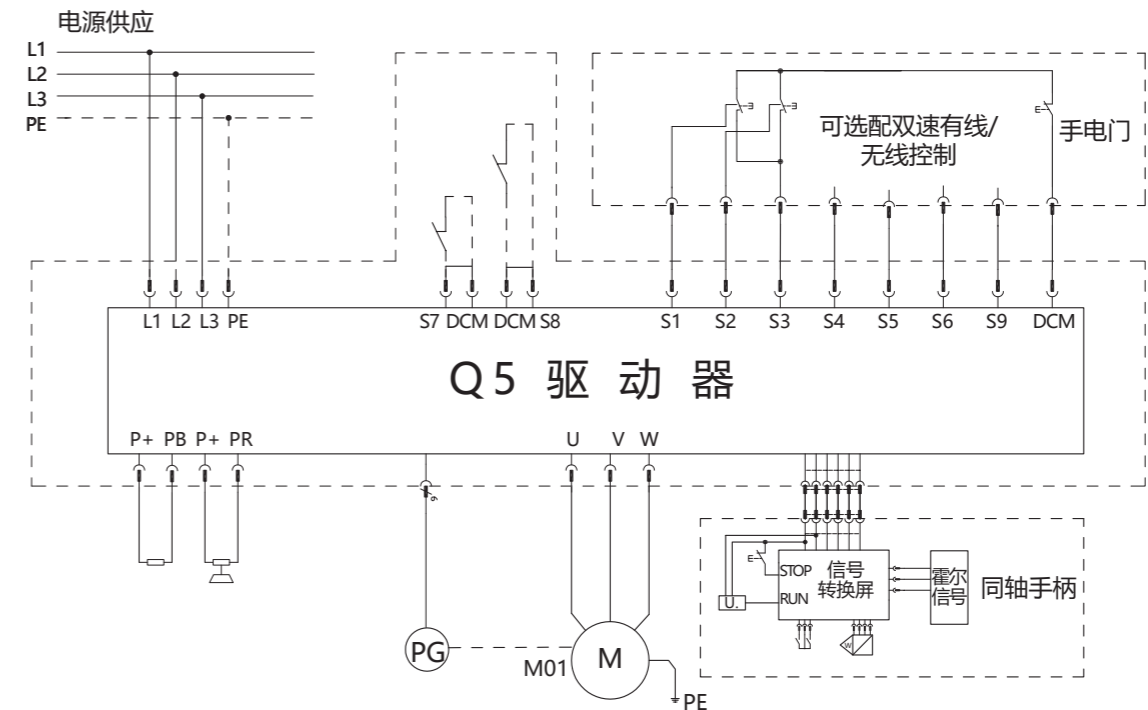 电源供应
L1
L2
L3
PE
可选配双速有线/
无线控制
手电门
L1 L2 L3 PE
S7 DCM DCM S8
S1 S2 S3 S4 S5 S6 S9 DCM
Q5 驱动器
P+ PB P+ PR
U V W
6
STOP
RUN
U.
信号
转换屏
霍尔
信号
同轴手柄
W
PG
M01
M
PE